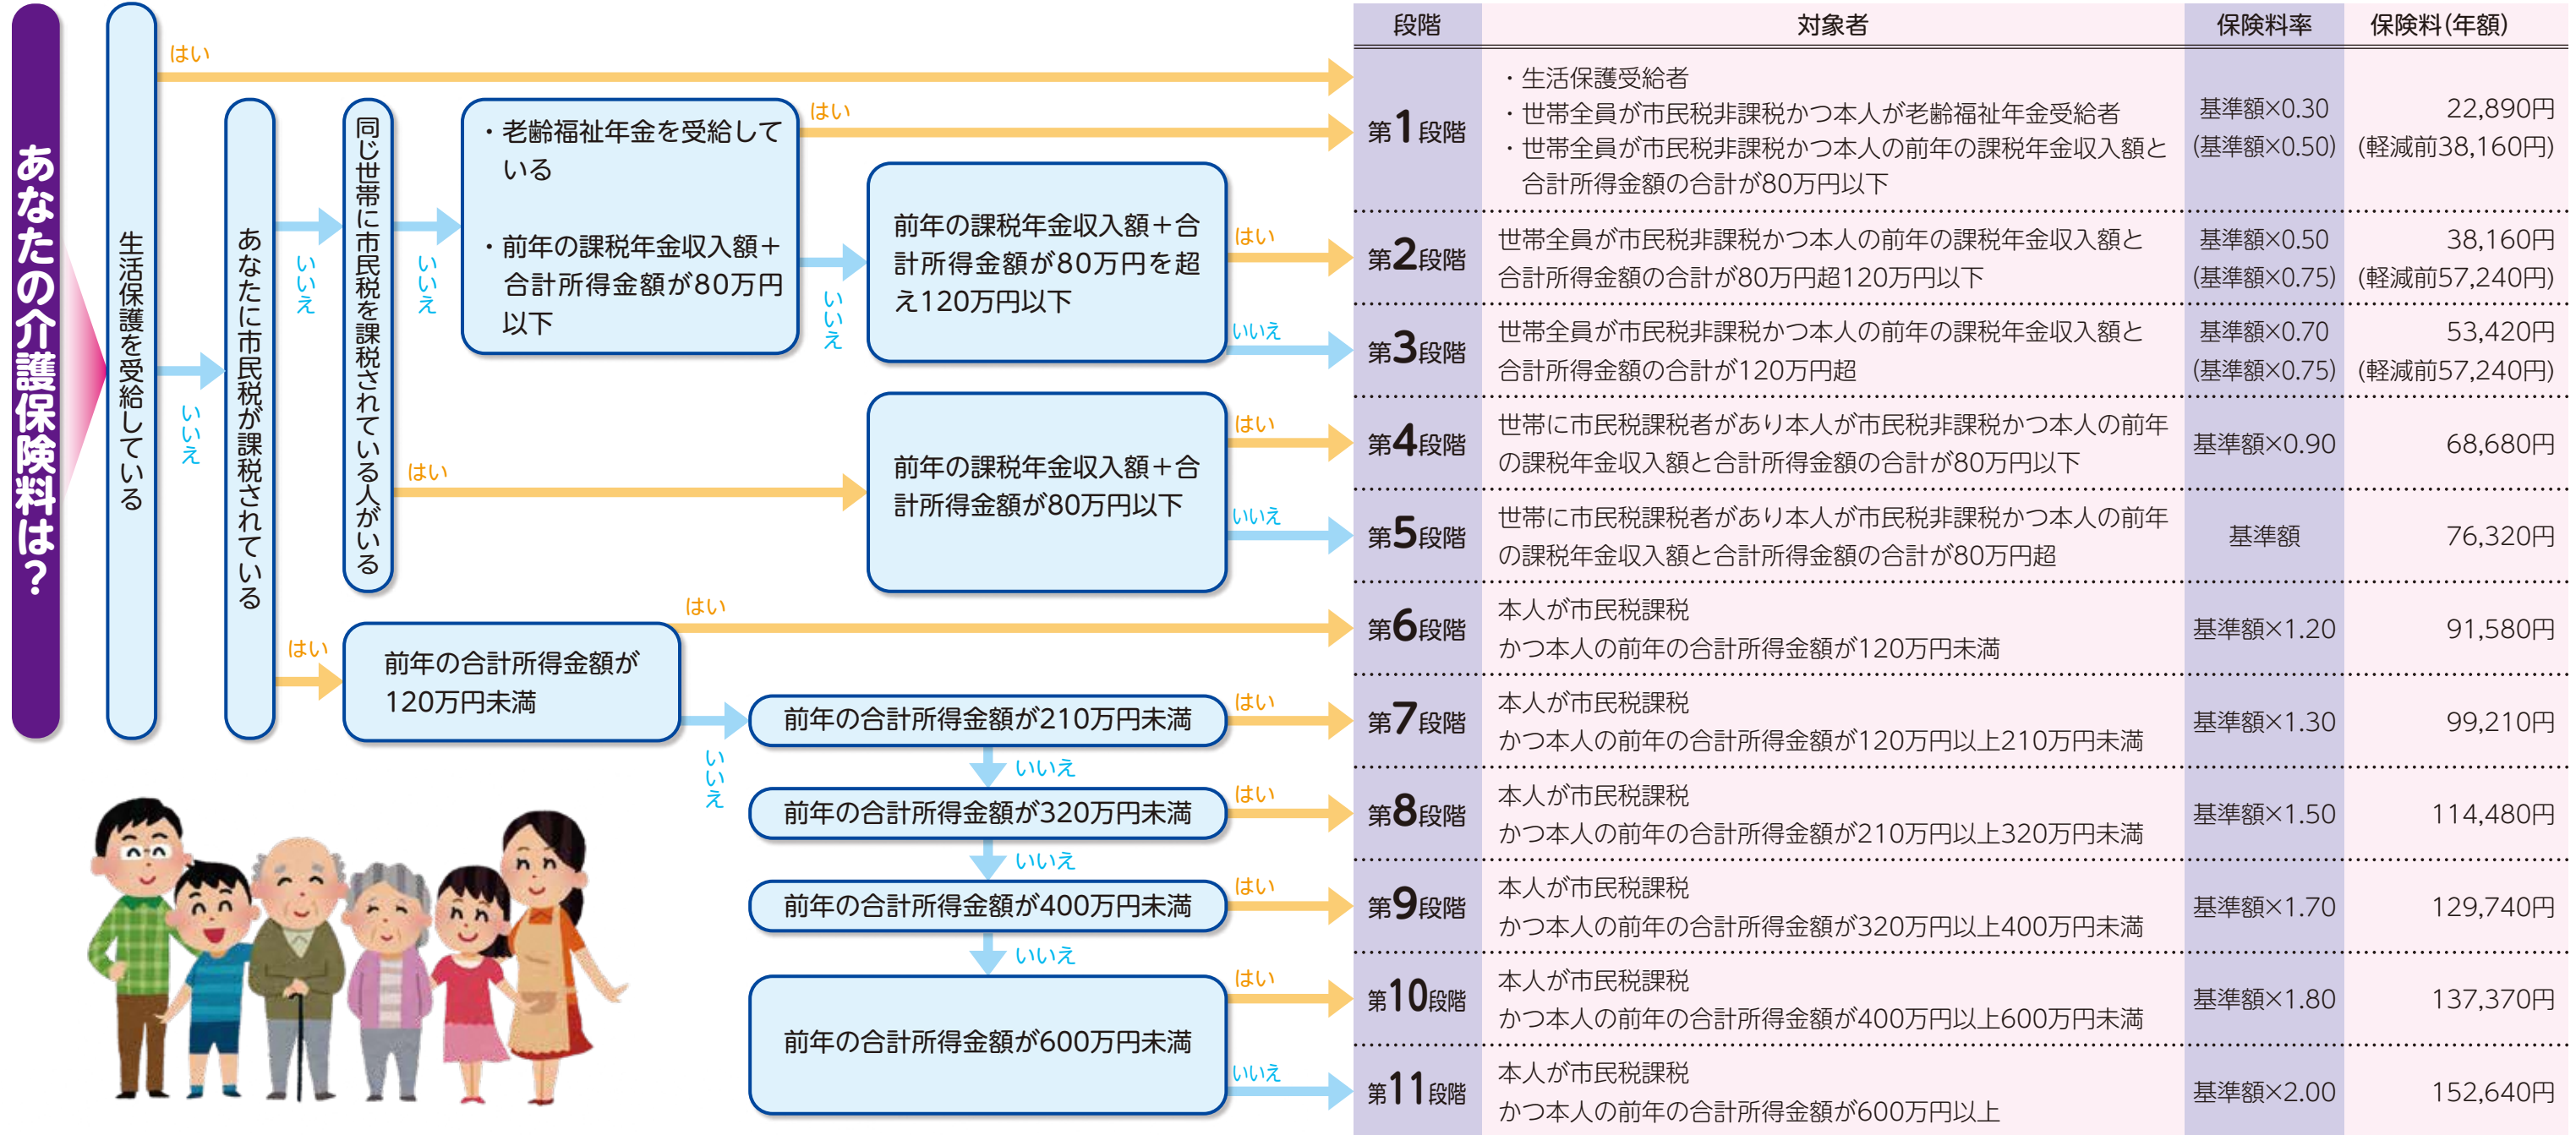 あなたの介護保険料は?
生活保護を受給している
はい
いいえ
あなたに市民税が課税されている
いいえ
はい
同じ世帯に市民税を課税されている人がいる
いいえ
はい
・老齢福祉年金を受給して
いる
・前年の課税年金収入額＋
合計所得金額が80万円
以下
はい
いいえ
前年の課税年金収入額＋合
計所得金額が80万円を超
え120万円以下
はい
いいえ
前年の課税年金収入額＋合
計所得金額が80万円以下
はい
いいえ
前年の合計所得金額が
120万円未満
はい
いいえ
前年の合計所得金額が210万円未満
はい
いいえ
前年の合計所得金額が320万円未満
はい
いいえ
前年の合計所得金額が400万円未満
はい
いいえ
前年の合計所得金額が600万円未満
はい
いいえ
段階 対象者 保険料率 保険料(年額)
第1段階
・生活保護受給者
・世帯全員が市民税非課税かつ本人が老齢福祉年金受給者
・世帯全員が市民税非課税かつ本人の前年の課税年金収入額と
合計所得金額の合計が80万円以下
基準額×0.30
(基準額×0.50)
22,890円
(軽減前38,160円)
第2段階
世帯全員が市民税非課税かつ本人の前年の課税年金収入額と
合計所得金額の合計が80万円超120万円以下
基準額×0.50
(基準額×0.75)
38,160円
(軽減前57,240円)
第3段階
世帯全員が市民税非課税かつ本人の前年の課税年金収入額と
合計所得金額の合計が120万円超
基準額×0.70
(基準額×0.75)
53,420円
(軽減前57,240円)
第4段階
世帯に市民税課税者があり本人が市民税非課税かつ本人の前年
の課税年金収入額と合計所得金額の合計が80万円以下
基準額×0.90
68,680円
第5段階
世帯に市民税課税者があり本人が市民税非課税かつ本人の前年
の課税年金収入額と合計所得金額の合計が80万円超
基準額
76,320円
第6段階
本人が市民税課税
かつ本人の前年の合計所得金額が120万円未満
基準額×1.20
91,580円
第7段階
本人が市民税課税
かつ本人の前年の合計所得金額が120万円以上210万円未満
基準額×1.30
99,210円
第8段階
本人が市民税課税
かつ本人の前年の合計所得金額が210万円以上320万円未満
基準額×1.50
114,480円
第9段階
本人が市民税課税
かつ本人の前年の合計所得金額が320万円以上400万円未満
基準額×1.70
129,740円
第10段階
本人が市民税課税
かつ本人の前年の合計所得金額が400万円以上600万円未満
基準額×1.80
137,370円
第11段階
本人が市民税課税
かつ本人の前年の合計所得金額が600万円以上
基準額×2.00
152,640円